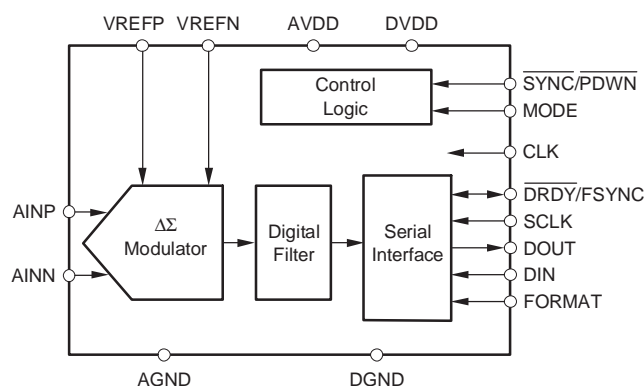 VREFP VREFN AVDD DVDD
Control
Logic
SYNC/PDWN
MODE
CLK
DRDY/FSYNC
AINP
ΔΣ
Modulator
Digital
Filter
Serial
Interface
SCLK
DOUT
AINN
DIN
FORMAT
AGND DGND